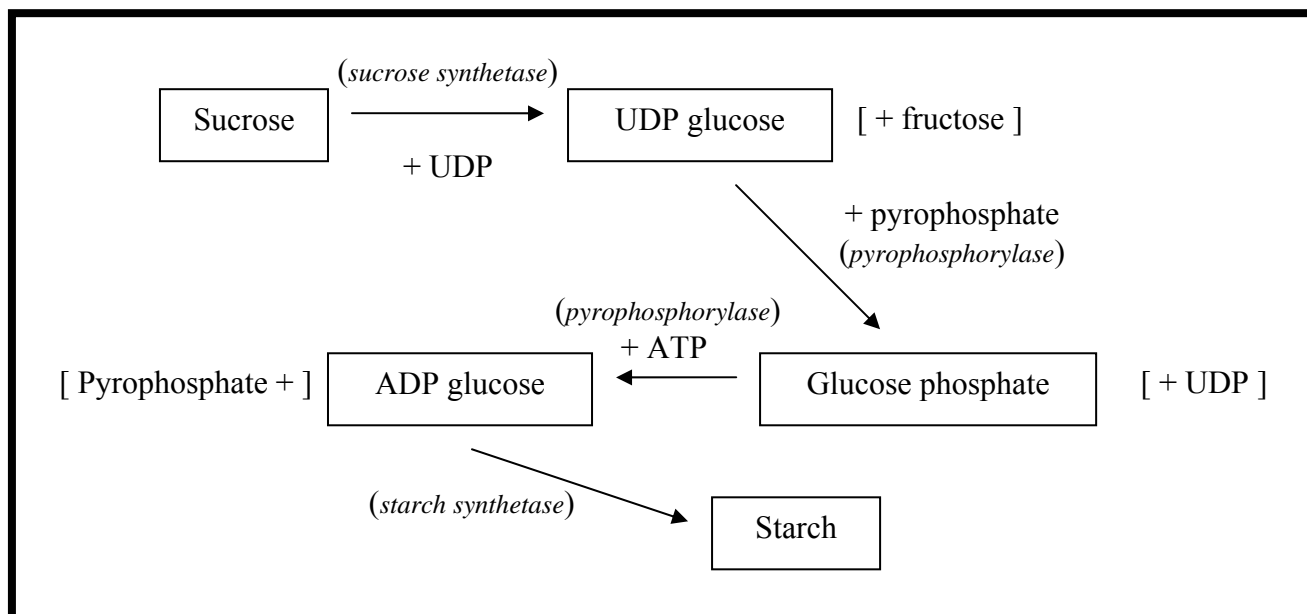 (sucrose synthetase)
Sucrose
UDP glucose
[ + fructose ]
+ UDP
+ pyrophosphate
(pyrophosphorylase)
(pyrophosphorylase)
+ ATP
[ Pyrophosphate + ]
ADP glucose
Glucose phosphate
[ + UDP ]
(starch synthetase)
Starch